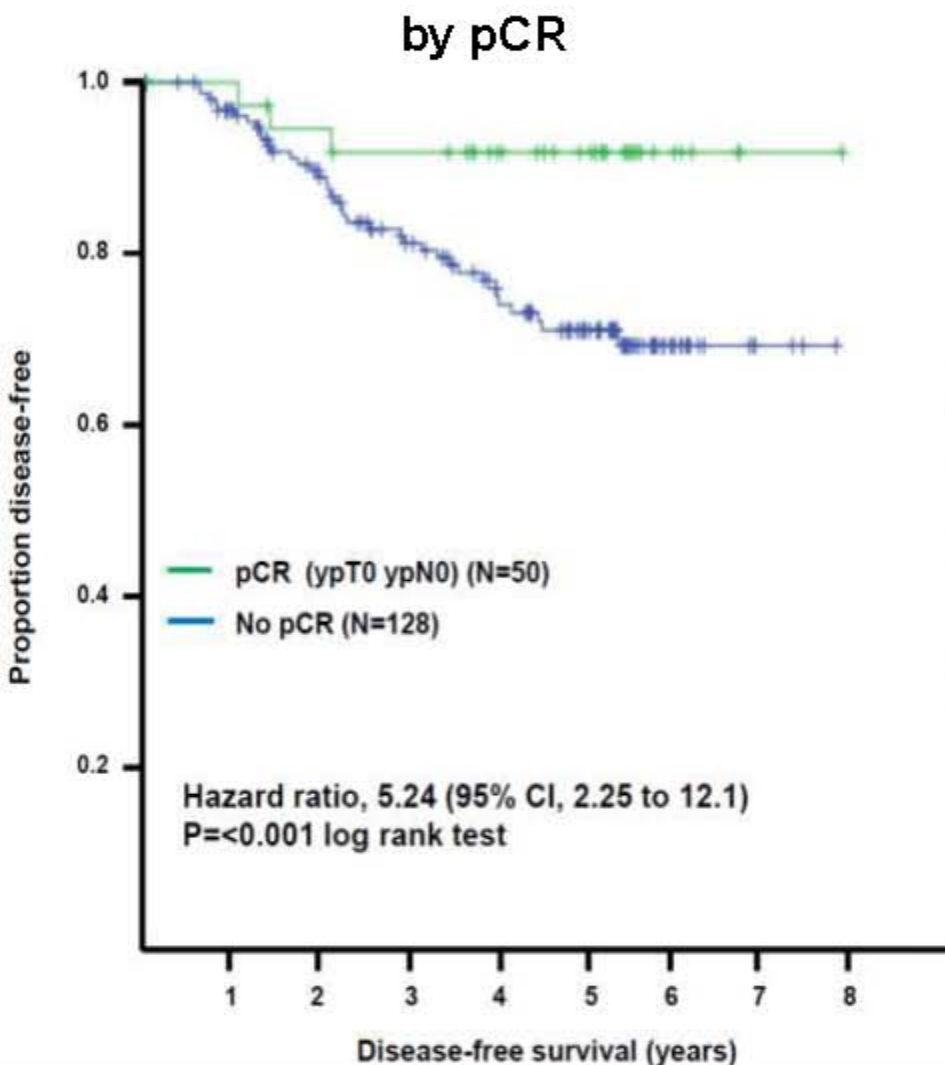 by pCR
1.0
0.8
0.6
0.4
0.2
Proportion disease-free
pCR (ypT0 ypN0) (N=50)
No pCR (N=128)
Hazard ratio, 5.24 (95% CI, 2.25 to 12.1)
P=<0.001 log rank test
1 2 3 4 5 6 7 8
Disease-free survival (years)